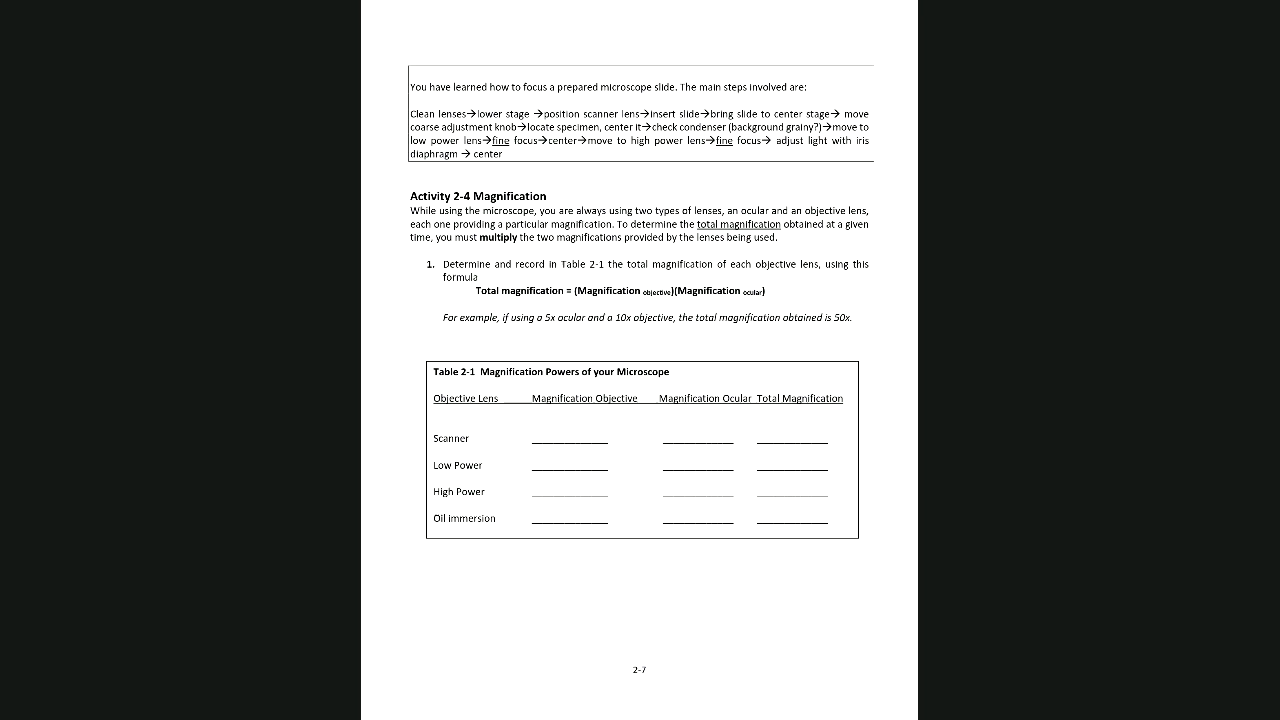 You have learned how to focus a prepared microscope slide. The main steps involved are:
Clean lenses→lower stage →position scanner lens→insert slide→bring slide to center stage→ move
coarse adjustment knob→locate specimen, center it→check condenser (background grainy?)→move to
low power lens→fine focus→center→move to high power lens→fine focus→ adjust light with iris
diaphragm → center
Activity 2-4 Magnification
While using the microscope, you are always using two types of lenses, an ocular and an objective lens,
each one providing a particular magnification. To determine the total magnification obtained at a given
time, you must multiply the two magnifications provided by the lenses being used.
1. Determine and record in Table 2-1 the total magnification of each objective lens, using this
formula
Total magnification = (Magnification objective)(Magnification ocular)
For example, if using a 5x ocular and a 10x objective, the total magnification obtained is 50x.
Table 2-1 Magnification Powers of your Microscope
Objective Lens Magnification Objective Magnification Ocular Total Magnification
Scanner
Low Power
High Power
Oil immersion
2-7